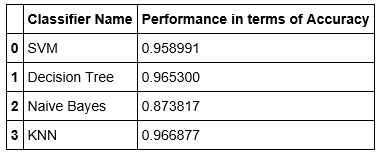 Classifier Name Performance in terms of Accuracy
0 SVM 0.958991
1 Decision Tree 0.965300
2 Naive Bayes 0.873817
3 KNN 0.966877